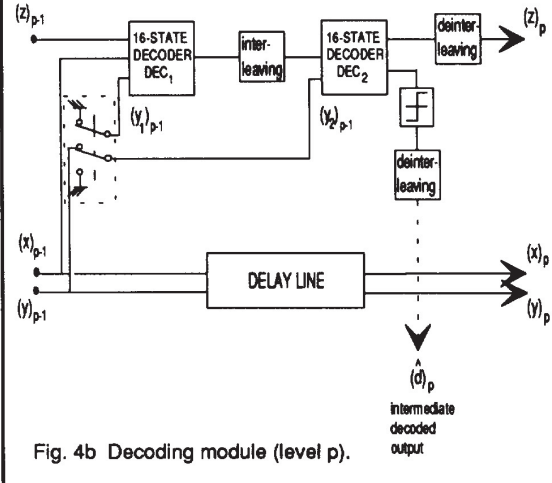 (z)p-1
16-STATE
DECODER
DEC1
inter-
leaving
16-STATE
DECODER
DEC2
deinter-
leaving
(z)p
(y1)p-1
(y2)p-1
deinter-
leaving
(x)p-1
(y)p-1
DELAY LINE
(x)p
(y)p
(d̂)p
intermediate
decoded
output
Fig. 4b Decoding module (level p).